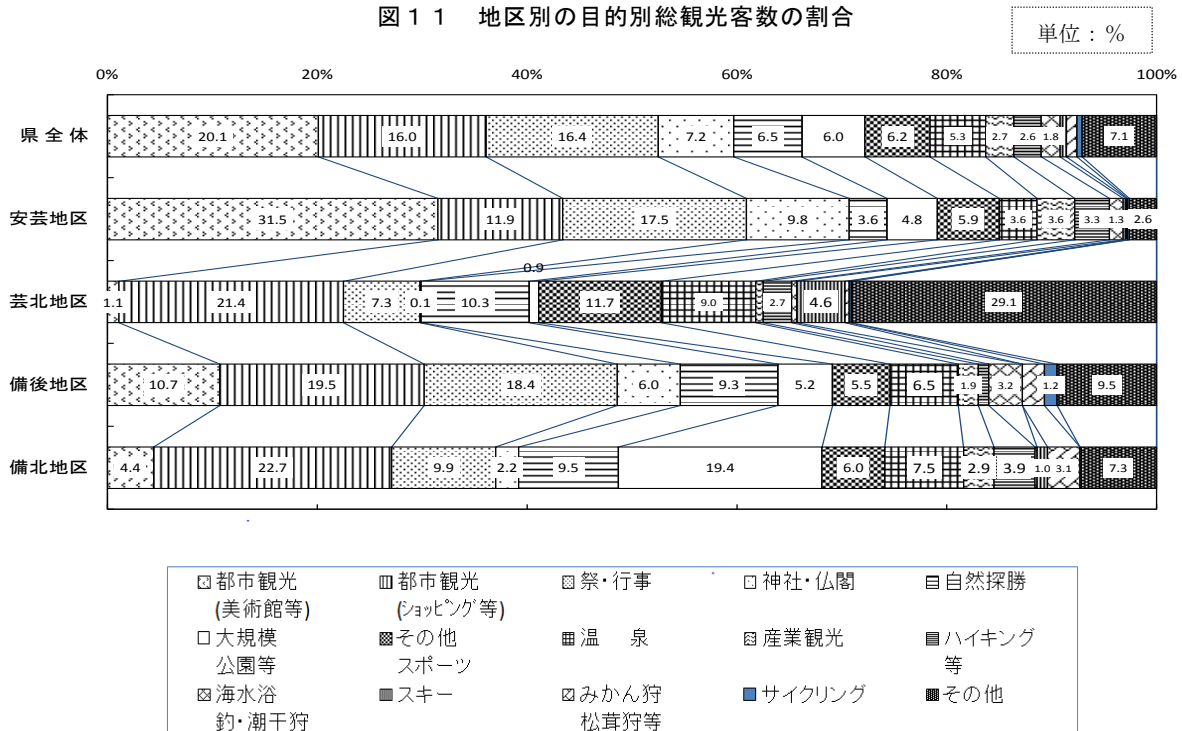 図１１　地区別の目的別総観光客数の割合
単位：％
0% 20% 40% 60% 80% 100%
県全体 20.1 16.0 16.4 7.2 6.5 6.0 6.2 5.3 2.7 2.6 1.8 7.1
安芸地区 31.5 11.9 17.5 9.8 3.6 4.8 5.9 3.6 3.6 3.3 1.3 2.6
0.9
芸北地区 1.1 21.4 7.3 0.1 10.3 11.7 9.0 2.7 4.6 29.1
備後地区 10.7 19.5 18.4 6.0 9.3 5.2 5.5 6.5 1.9 3.2 1.2 9.5
備北地区 4.4 22.7 9.9 2.2 9.5 19.4 6.0 7.5 2.9 3.9 1.0 3.1 7.3
都市観光 都市観光 祭・行事 神社・仏閣 自然探勝
(美術館等) (ショッピング等)
大規模 その他 温　泉 産業観光 ハイキング
公園等 スポーツ 等
海水浴 スキー みかん狩 サイクリング その他
釣・潮干狩 松茸狩等